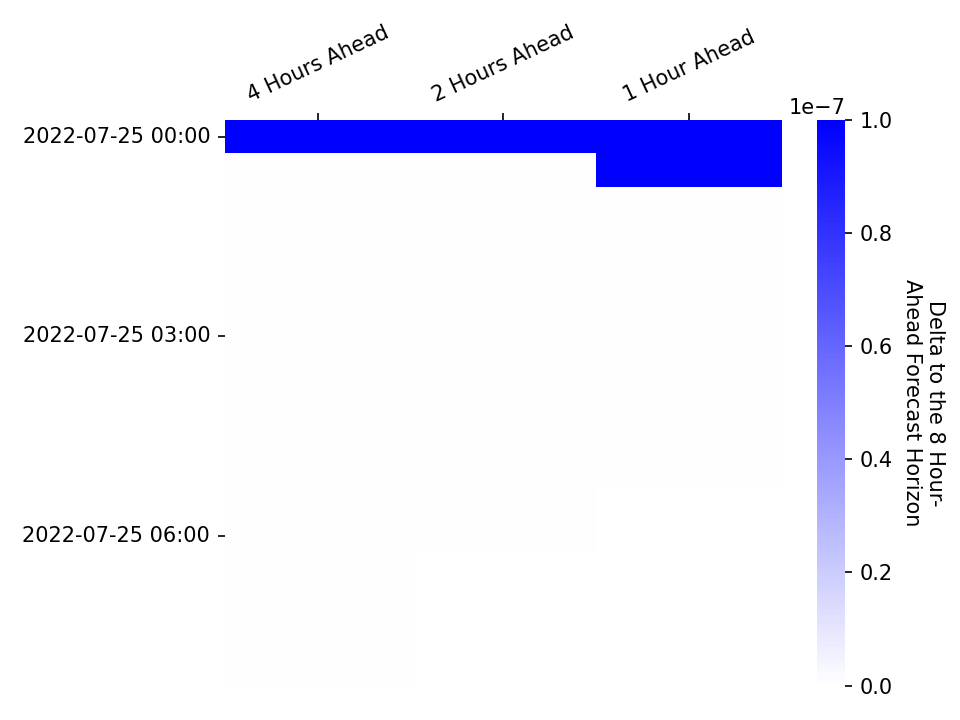 4 Hours Ahead
2 Hours Ahead
1 Hour Ahead
1e−7
2022-07-25 00:00
2022-07-25 03:00
2022-07-25 06:00
1.0
0.8
0.6
0.4
0.2
0.0
Delta to the 8 Hour-
Ahead Forecast Horizon